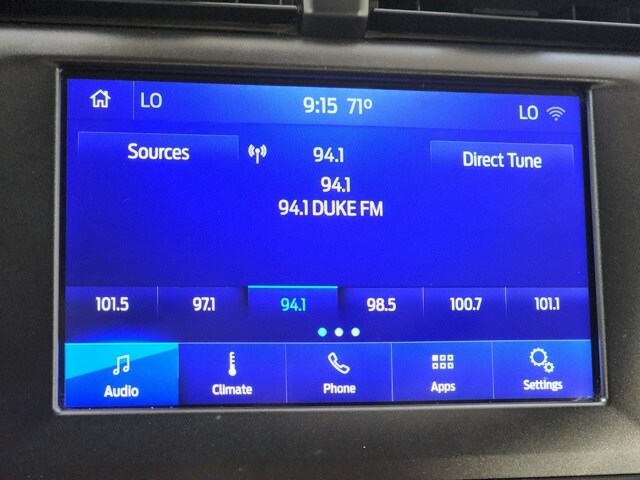 LO 9:15 71º LO
Sources 94.1 Direct Tune
94.1
94.1 DUKE FM
101.5 97.1 94.1 98.5 100.7 101.1
Audio Climate Phone Apps Settings